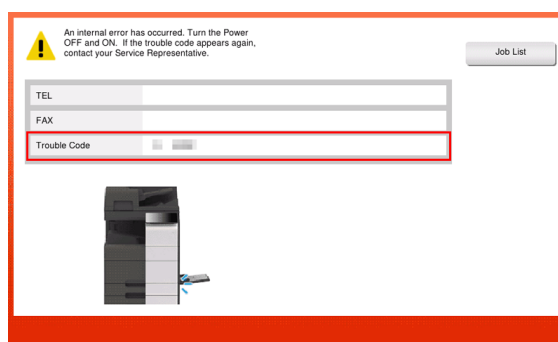 An internal error has occurred. Turn the Power
OFF and ON. If the trouble code appears again,
contact your Service Representative.
Job List
TEL
FAX
Trouble Code